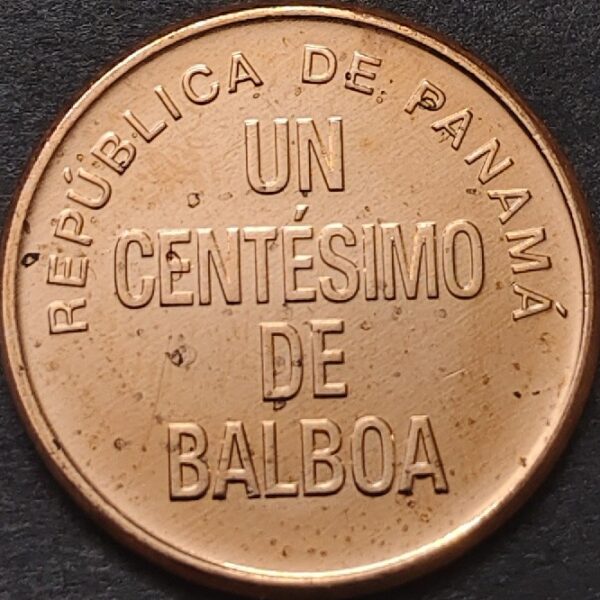 REPÚBLICA DE PANAMÁ
UN
CENTÉSIMO
DE
BALBOA